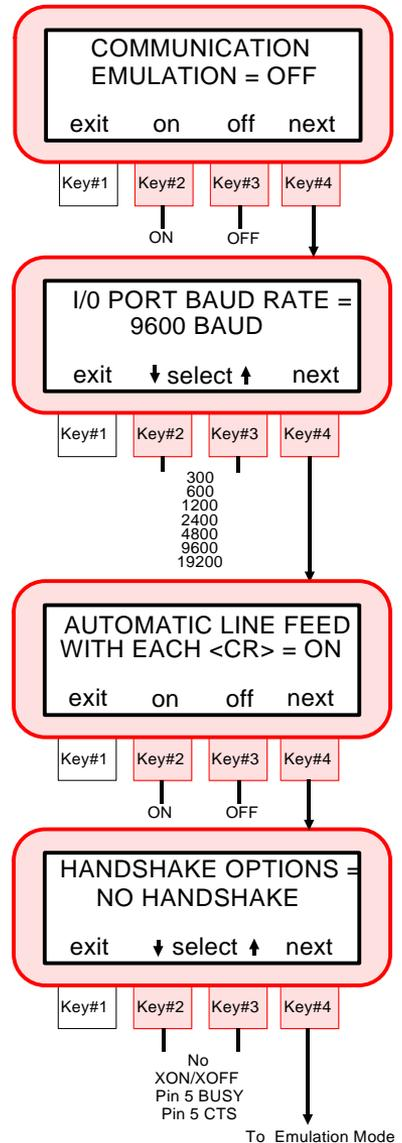 COMMUNICATION
EMULATION = OFF
exit on off next
Key#1 Key#2 Key#3 Key#4
ON OFF
I/0 PORT BAUD RATE =
9600 BAUD
exit select next
Key#1 Key#2 Key#3 Key#4
300
600
1200
2400
4800
9600
19200
AUTOMATIC LINE FEED
WITH EACH <CR> = ON
exit on off next
Key#1 Key#2 Key#3 Key#4
ON OFF
HANDSHAKE OPTIONS =
NO HANDSHAKE
exit select next
Key#1 Key#2 Key#3 Key#4
No
XON/XOFF
Pin 5 BUSY
Pin 5 CTS
To Emulation Mode